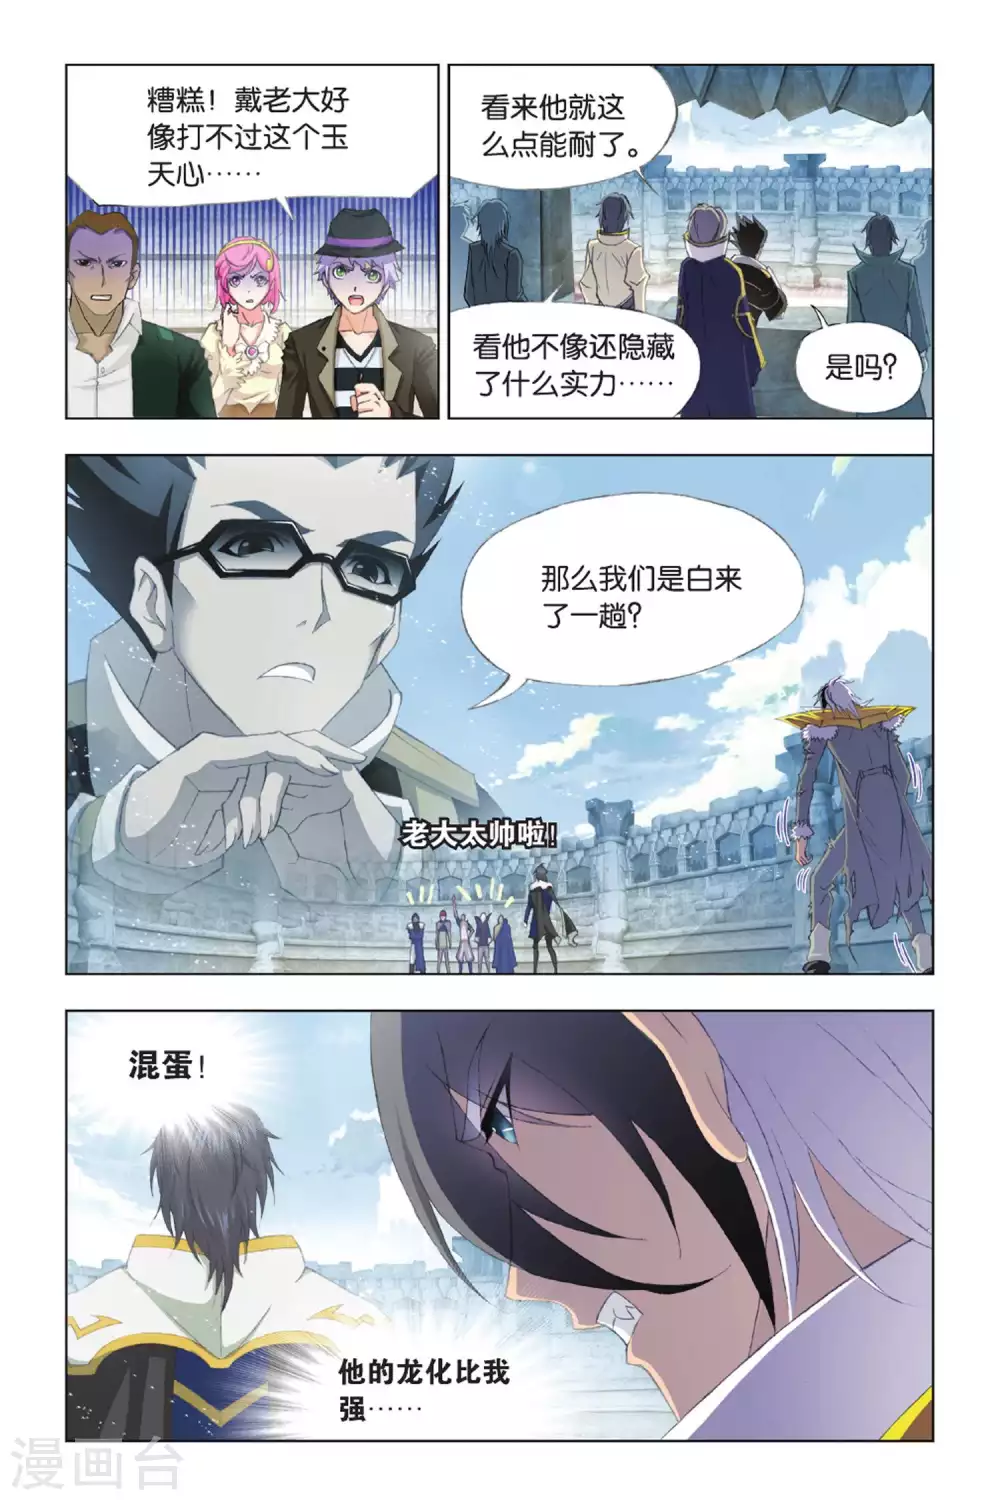 糟糕！戴老大好
像打不过这个玉
天心……
看来他就这
么点能耐了。
看他不像还隐藏
了什么实力……
是吗？
那么我们是白来
了一趟？
老大太帅啦！
混蛋！
他的龙化比我
强……
漫画台